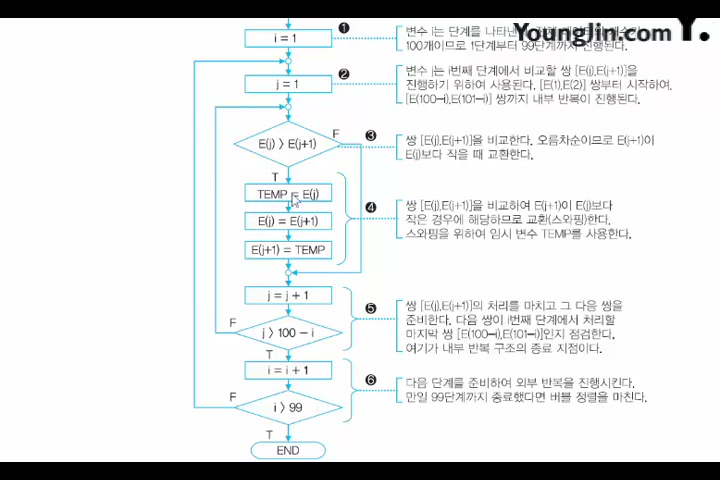 Youngjin.com Y.
① 변수 i는 단계를 나타낸
i = 1
100개이므로 1단계부터 99단계까지 진행된다.
② 변수 j는 i번째 단계에서 비교할 쌍 [E(j),E(j+1)]을
j = 1
진행하기 위하여 사용된다. [E(1),E(2)] 쌍부터 시작하여,
[E(100-i),E(101-i)] 쌍까지 내부 반복이 진행된다.
E(j) > E(j+1)
F
T
③ 쌍 [E(j),E(j+1)]을 비교한다. 오름차순이므로 E(j+1)이
E(j)보다 작을 때 교환한다.
TEMP = E(j)
E(j) = E(j+1)
E(j+1) = TEMP
④ 쌍 [E(j),E(j+1)]을 비교하여 E(j+1)이 E(j)보다
작은 경우에 해당하므로 교환(스와핑)한다.
스와핑을 위하여 임시 변수 TEMP를 사용한다.
j = j + 1
F
j > 100 - i
T
⑤ 쌍 [E(j),E(j+1)]의 처리를 마치고 그 다음 쌍을
준비한다. 다음 쌍이 i번째 단계에서 처리할
마지막 쌍 [E(100-i),E(101-i)]인지 점검한다.
여기가 내부 반복 구조의 종료 지점이다.
i = i + 1
F
i > 99
T
⑥ 다음 단계를 준비하여 외부 반복을 진행시킨다.
만일 99단계까지 종료했다면 버블 정렬을 마친다.
END